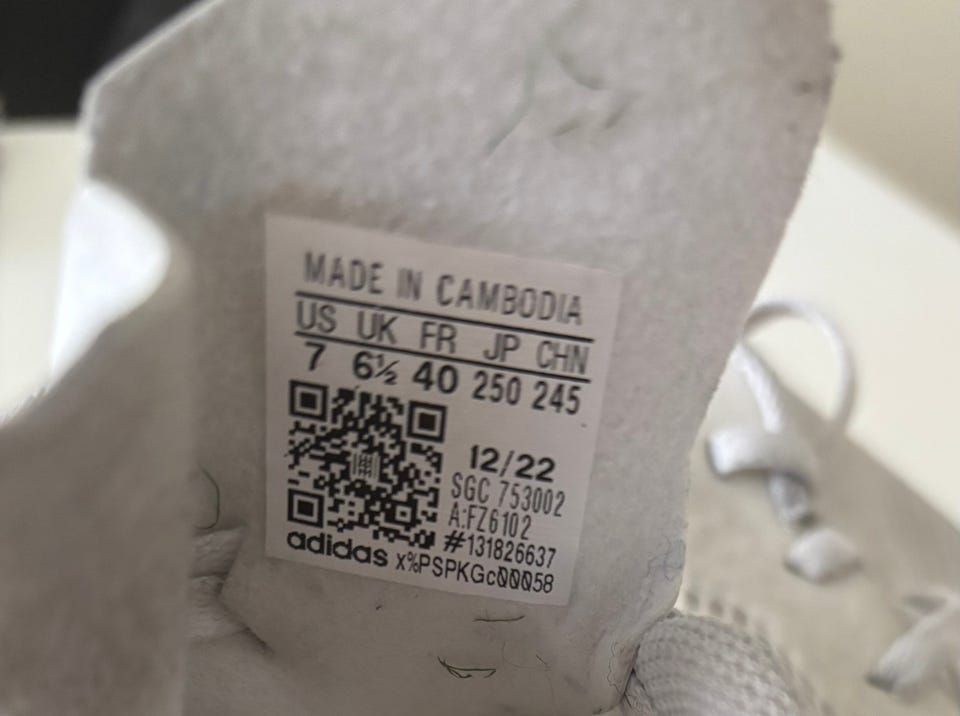 MADE IN CAMBODIA
US UK FR JP CHN
7 6½ 40 250 245
12/22
SGC 753002
A:FZ6102
#131826637
adidas x%PSPKGc00058